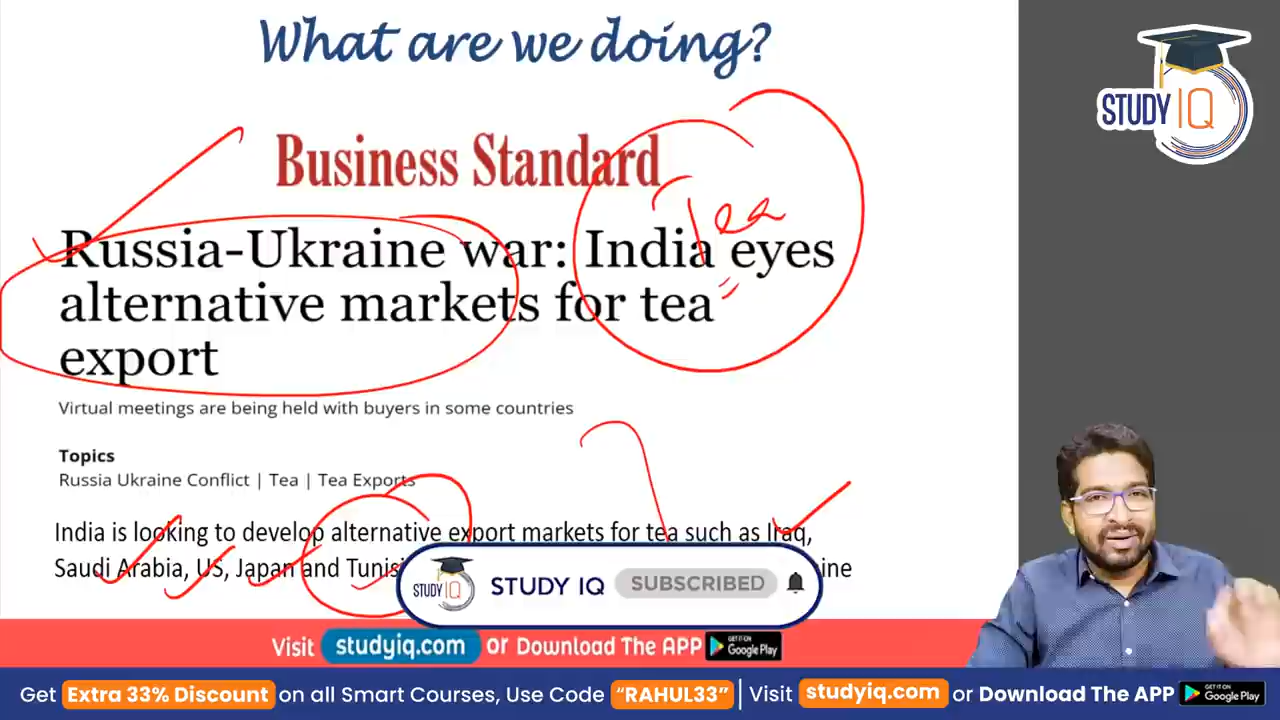 What are we doing?
STUDY IQ
Business Standard
Tea
Russia-Ukraine war: India eyes
alternative markets for tea
export
Virtual meetings are being held with buyers in some countries
Topics
Russia Ukraine Conflict | Tea | Tea Exports
India is looking to develop alternative export markets for tea such as Iraq,
Saudi Arabia, US, Japan and Tunis ine
STUDY IQ
STUDY IQ SUBSCRIBED
Visit studyiq.com or Download The APP GET IT ON Google Play
Get Extra 33% Discount on all Smart Courses, Use Code "RAHUL33" | Visit studyiq.com or Download The APP GET IT ON Google Play